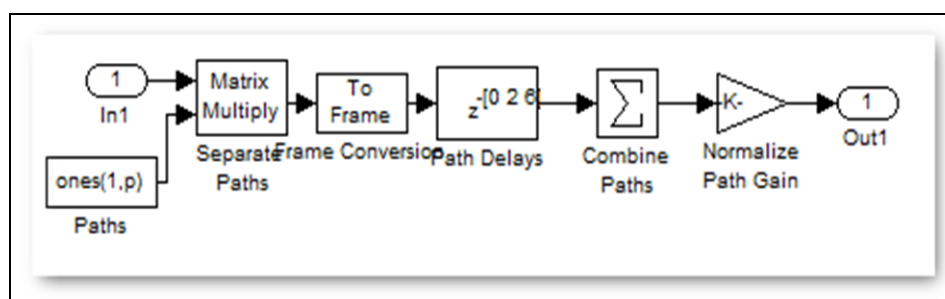 1
In1
ones(1,p)
Paths
Matrix
Multiply
Separate
Paths
To
Frame
Frame Conversion
z-[0 2 6
Path Delays
Σ
Combine
Paths
-K-
Normalize
Path Gain
1
Out1